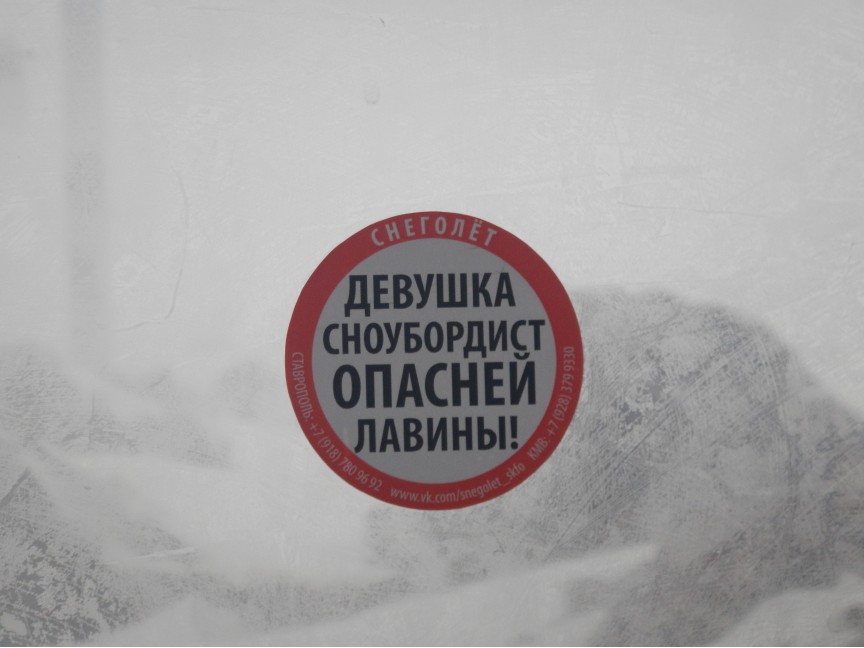 СНЕГОЛЁТ
ДЕВУШКА
СНОУБОРДИСТ
ОПАСНЕЙ
ЛАВИНЫ!
СТАВРОПОЛЬ: +7 (918) 780 96 92
www.vk.com/snegolet_skfo
КМВ: +7 (928) 379 9330